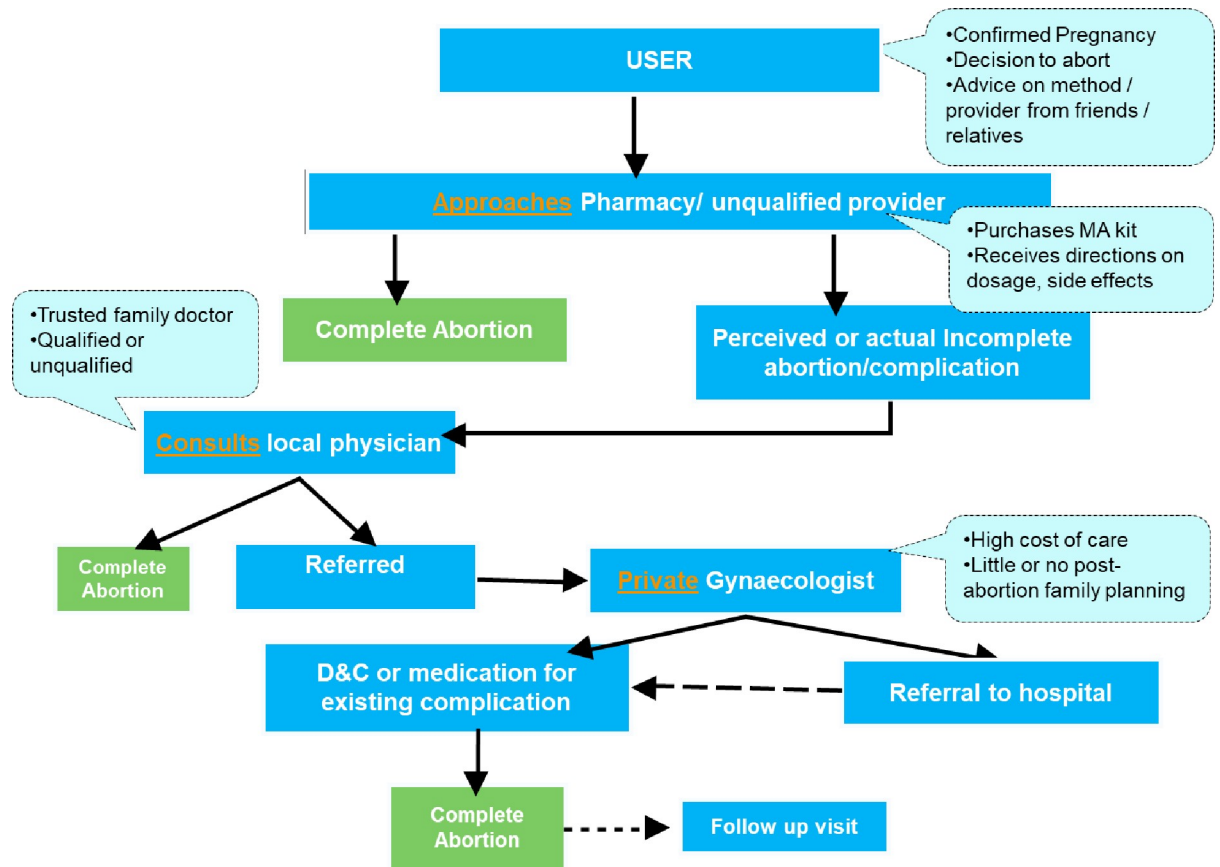 USER
•Confirmed Pregnancy
•Decision to abort
•Advice on method /
provider from friends /
relatives
Approaches Pharmacy/ unqualified provider
•Purchases MA kit
•Receives directions on
dosage, side effects
Complete Abortion
Perceived or actual Incomplete
abortion/complication
•Trusted family doctor
•Qualified or
unqualified
Consults local physician
Complete
Abortion
Referred
Private Gynaecologist
•High cost of care
•Little or no post-
abortion family planning
D&C or medication for
existing complication
Referral to hospital
Complete
Abortion
Follow up visit